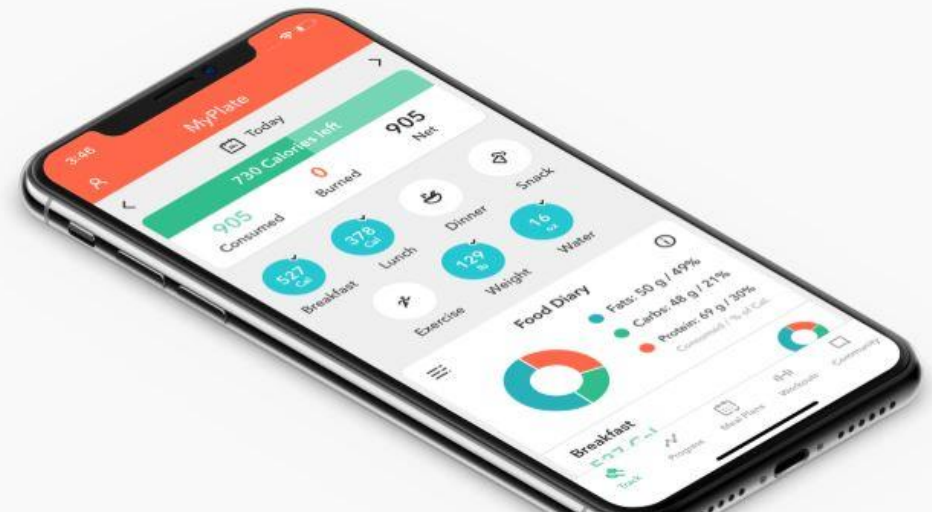 3:46
MyPlate
Today
730 Calories left
905
Consumed
0
Burned
905
Net
527
Cal
Breakfast
378
Cal
Lunch
Dinner
Snack
Exercise
129
lb
Weight
16
oz
Water
Food Diary
Fats: 50 g / 49%
Carbs: 48 g / 21%
Protein: 69 g / 30%
Consumed / % of Cal
Breakfast
527 Cal
Track
Progress
Meal Plans
Workouts
Community